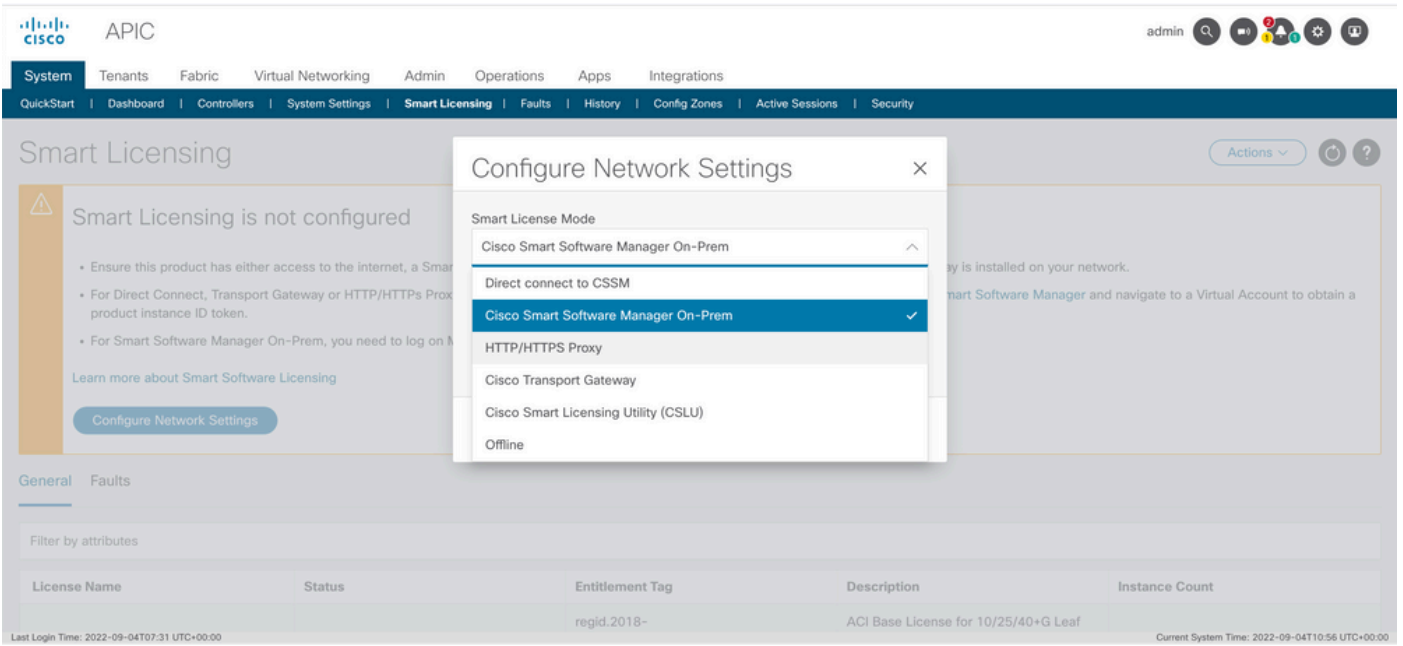 CISCO
APIC
admin
2
1
1
System Tenants Fabric Virtual Networking Admin Operations Apps Integrations
QuickStart | Dashboard | Controllers | System Settings | Smart Licensing | Faults | History | Config Zones | Active Sessions | Security
Smart Licensing
Actions
?
Configure Network Settings
Smart License Mode
Cisco Smart Software Manager On-Prem
Direct connect to CSSM
Cisco Smart Software Manager On-Prem
HTTP/HTTPS Proxy
Cisco Transport Gateway
Cisco Smart Licensing Utility (CSLU)
Offline
Smart Licensing is not configured
• Ensure this product has either access to the internet, a Smar
ay is installed on your network.
• For Direct Connect, Transport Gateway or HTTP/HTTPs Prox
mart Software Manager and navigate to a Virtual Account to obtain a
product instance ID token.
• For Smart Software Manager On-Prem, you need to log on
Learn more about Smart Software Licensing
Configure Network Settings
General Faults
Filter by attributes
License Name Status Entitlement Tag Description Instance Count
regid.2018- ACI Base License for 10/25/40+G Leaf
Last Login Time: 2022-09-04T07:31 UTC+00:00
Current System Time: 2022-09-04T10:56 UTC+00:00